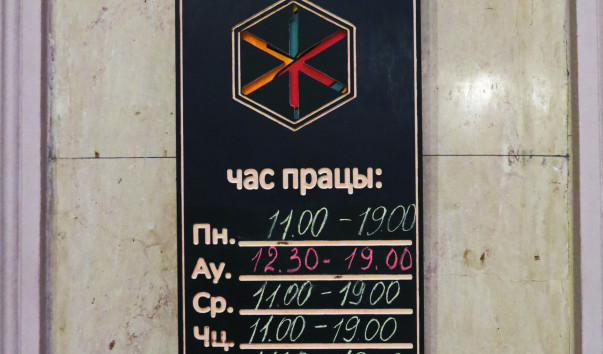 час працы:
Пн. 11.00 - 19.00
Аў. 12.30 - 19.00
Ср. 11.00 - 19.00
Чц. 11.00 - 19.00